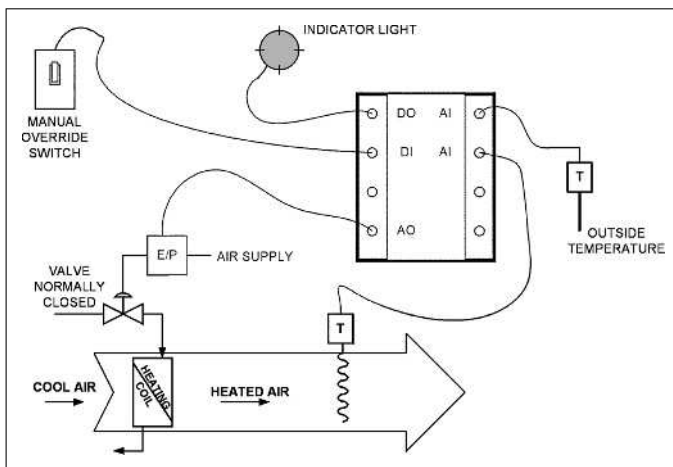 INDICATOR LIGHT
MANUAL
OVERRIDE
SWITCH
DO AI
DI AI
AO
T
OUTSIDE
TEMPERATURE
E/P
AIR SUPPLY
VALVE
NORMALLY
CLOSED
T
COOL AIR
HEATING
COIL
HEATED AIR